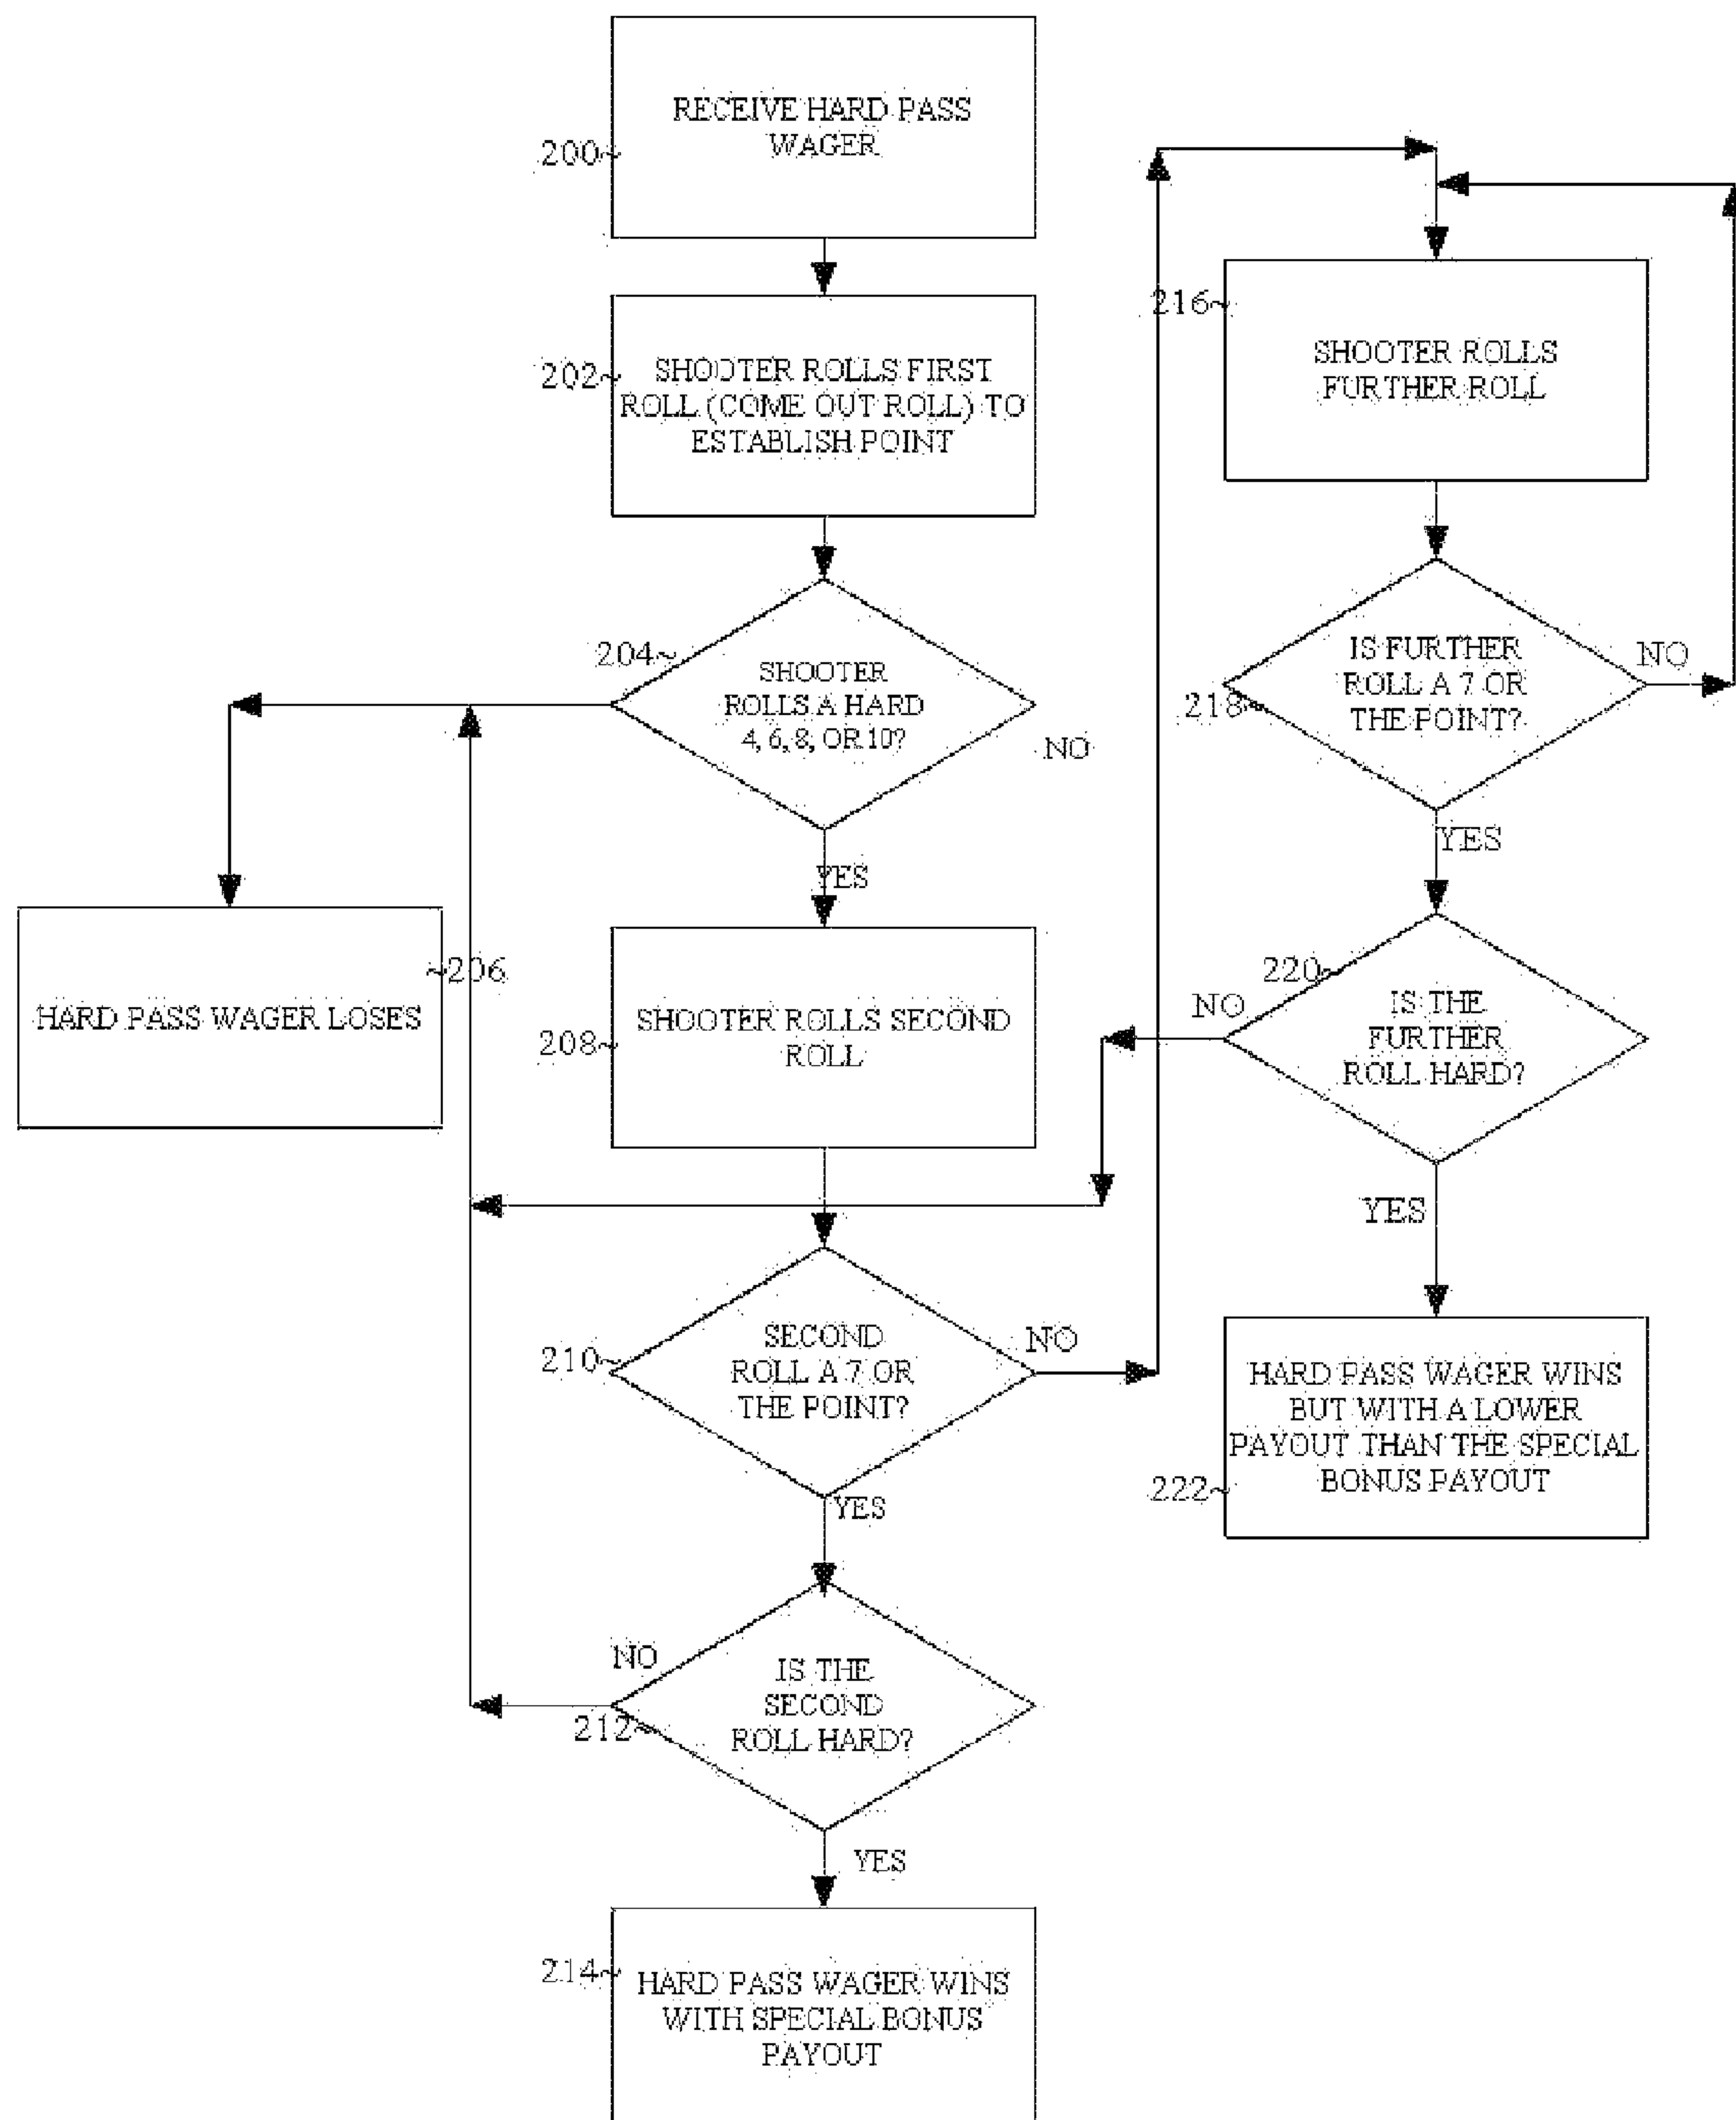 RECEIVE HARD PASS
WAGER
200~
202~
SHOOTER ROLLS FIRST
ROLL (COME OUT ROLL) TO
ESTABLISH POINT
204~
SHOOTER
ROLLS A HARD
4, 6, 8, OR 10?
NO
YES
~206
HARD PASS WAGER LOSES
208~
SHOOTER ROLLS SECOND
ROLL
210~
SECOND
ROLL A 7 OR
THE POINT?
NO
YES
NO
212~
IS THE
SECOND
ROLL HARD?
YES
214~
HARD PASS WAGER WINS
WITH SPECIAL BONUS
PAYOUT
216~
SHOOTER ROLLS
FURTHER ROLL
218~
IS FURTHER
ROLL A 7 OR
THE POINT?
NO
YES
220~
NO
IS THE
FURTHER
ROLL HARD?
YES
HARD PASS WAGER WINS
BUT WITH A LOWER
PAYOUT THAN THE SPECIAL
BONUS PAYOUT
222~